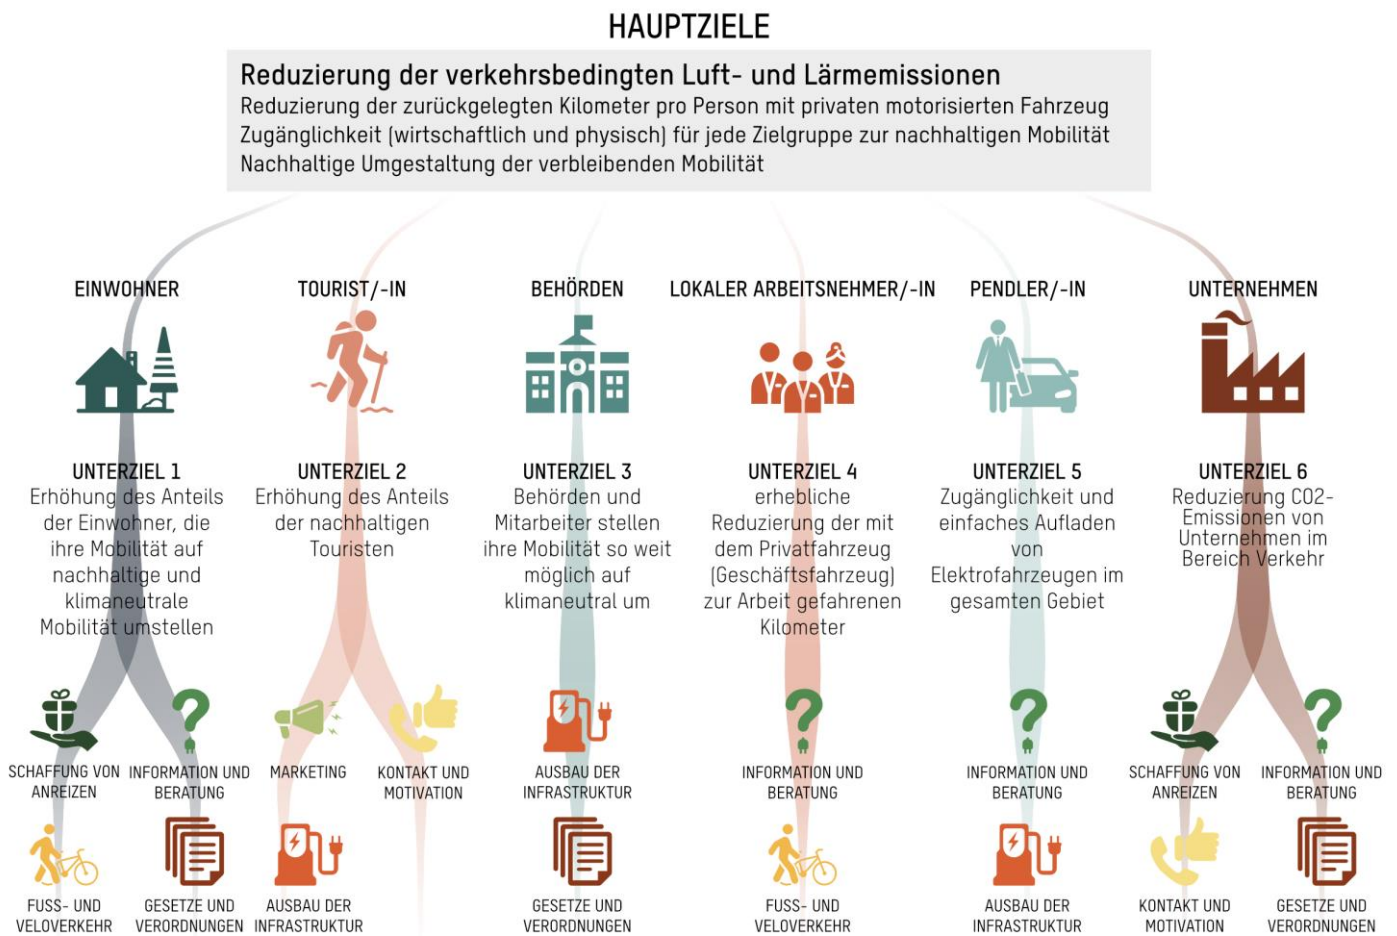 HAUPTZIELE
Reduzierung der verkehrsbedingten Luft- und Lärmemissionen
Reduzierung der zurückgelegten Kilometer pro Person mit privaten motorisierten Fahrzeug
Zugänglichkeit (wirtschaftlich und physisch) für jede Zielgruppe zur nachhaltigen Mobilität
Nachhaltige Umgestaltung der verbleibenden Mobilität
EINWOHNER
UNTERZIEL 1
Erhöhung des Anteils
der Einwohner, die
ihre Mobilität auf
nachhaltige und
klimaneutrale
Mobilität umstellen
SCHAFFUNG VON
ANREIZEN
INFORMATION UND
BERATUNG
FUSS- UND
VELOVERKEHR
GESETZE UND
VERORDNUNGEN
TOURIST/-IN
UNTERZIEL 2
Erhöhung des Anteils
der nachhaltigen
Touristen
MARKETING
KONTAKT UND
MOTIVATION
AUSBAU DER
INFRASTRUKTUR
BEHÖRDEN
UNTERZIEL 3
Behörden und
Mitarbeiter stellen
ihre Mobilität so weit
möglich auf
klimaneutral um
AUSBAU DER
INFRASTRUKTUR
GESETZE UND
VERORDNUNGEN
LOKALER ARBEITSNEHMER/-IN
UNTERZIEL 4
erhebliche
Reduzierung der mit
dem Privatfahrzeug
(Geschäftsfahrzeug)
zur Arbeit gefahrenen
Kilometer
INFORMATION UND
BERATUNG
FUSS- UND
VELOVERKEHR
PENDLER/-IN
UNTERZIEL 5
Zugänglichkeit und
einfaches Aufladen
von
Elektrofahrzeugen im
gesamten Gebiet
INFORMATION UND
BERATUNG
AUSBAU DER
INFRASTRUKTUR
UNTERNEHMEN
UNTERZIEL 6
Reduzierung CO2-
Emissionen von
Unternehmen im
Bereich Verkehr
SCHAFFUNG VON
ANREIZEN
INFORMATION UND
BERATUNG
KONTAKT UND
MOTIVATION
GESETZE UND
VERORDNUNGEN